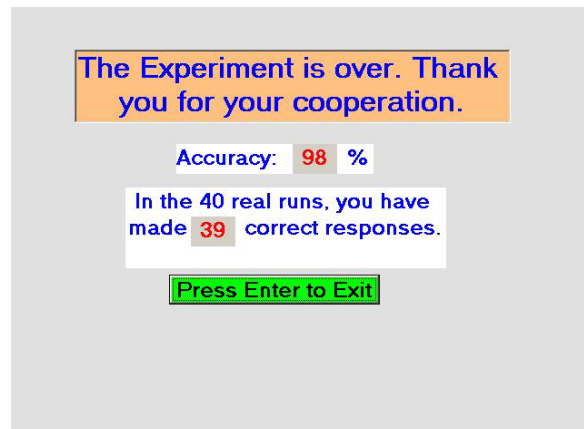 The Experiment is over. Thank
you for your cooperation.
Accuracy: 98 %
In the 40 real runs, you have
made 39 correct responses.
Press Enter to Exit